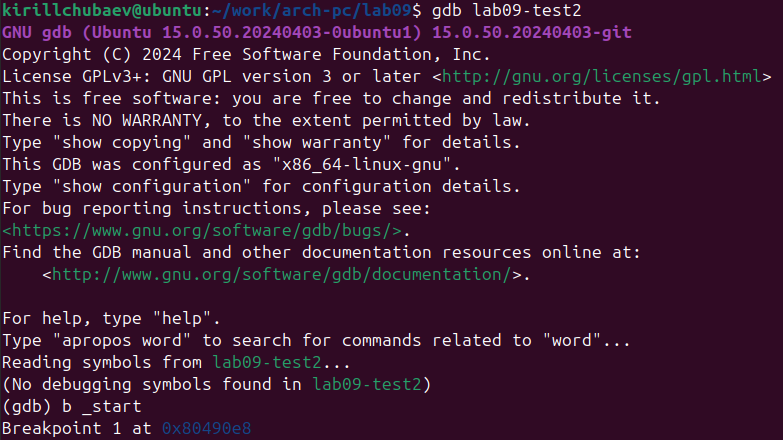 kirillchubaev@ubuntu:~/work/arch-pc/lab09$ gdb lab09-test2
GNU gdb (Ubuntu 15.0.50.20240403-0ubuntu1) 15.0.50.20240403-git
Copyright (C) 2024 Free Software Foundation, Inc.
License GPLv3+: GNU GPL version 3 or later <http://gnu.org/licenses/gpl.html>
This is free software: you are free to change and redistribute it.
There is NO WARRANTY, to the extent permitted by law.
Type "show copying" and "show warranty" for details.
This GDB was configured as "x86_64-linux-gnu".
Type "show configuration" for configuration details.
For bug reporting instructions, please see:
<https://www.gnu.org/software/gdb/bugs/>.
Find the GDB manual and other documentation resources online at:
    <http://www.gnu.org/software/gdb/documentation/>.

For help, type "help".
Type "apropos word" to search for commands related to "word"...
Reading symbols from lab09-test2...
(No debugging symbols found in lab09-test2)
(gdb) b _start
Breakpoint 1 at 0x80490e8